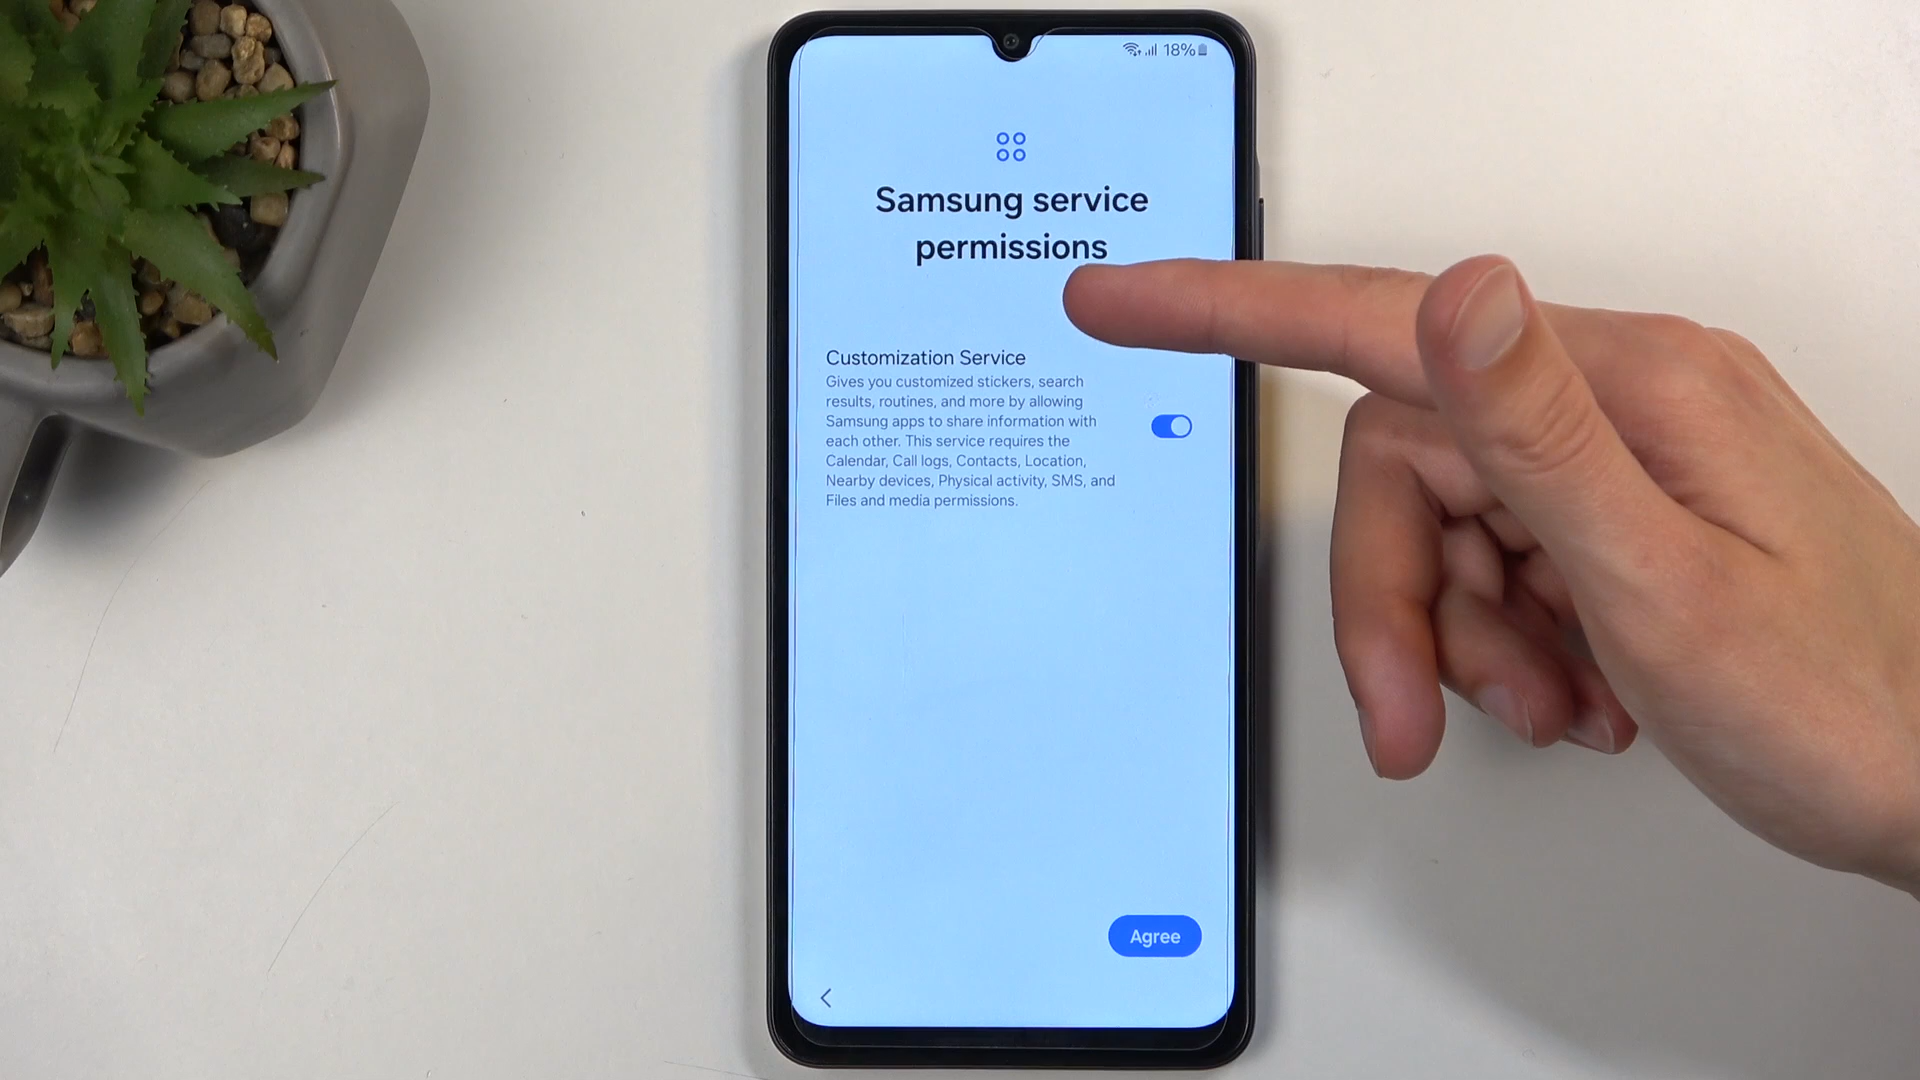 18%
Samsung service
permissions
Customization Service
Gives you customized stickers, search
results, routines, and more by allowing
Samsung apps to share information with
each other. This service requires the
Calendar, Call logs, Contacts, Location,
Nearby devices, Physical activity, SMS, and
Files and media permissions.
Agree